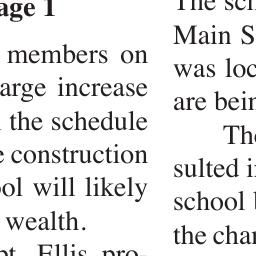 age 1
members on
arge increase
the schedule
construction
ol will likely
wealth.
pt. Ellis pro-
The sch
Main S
was loc
are bein
The
sulted i
school
the char